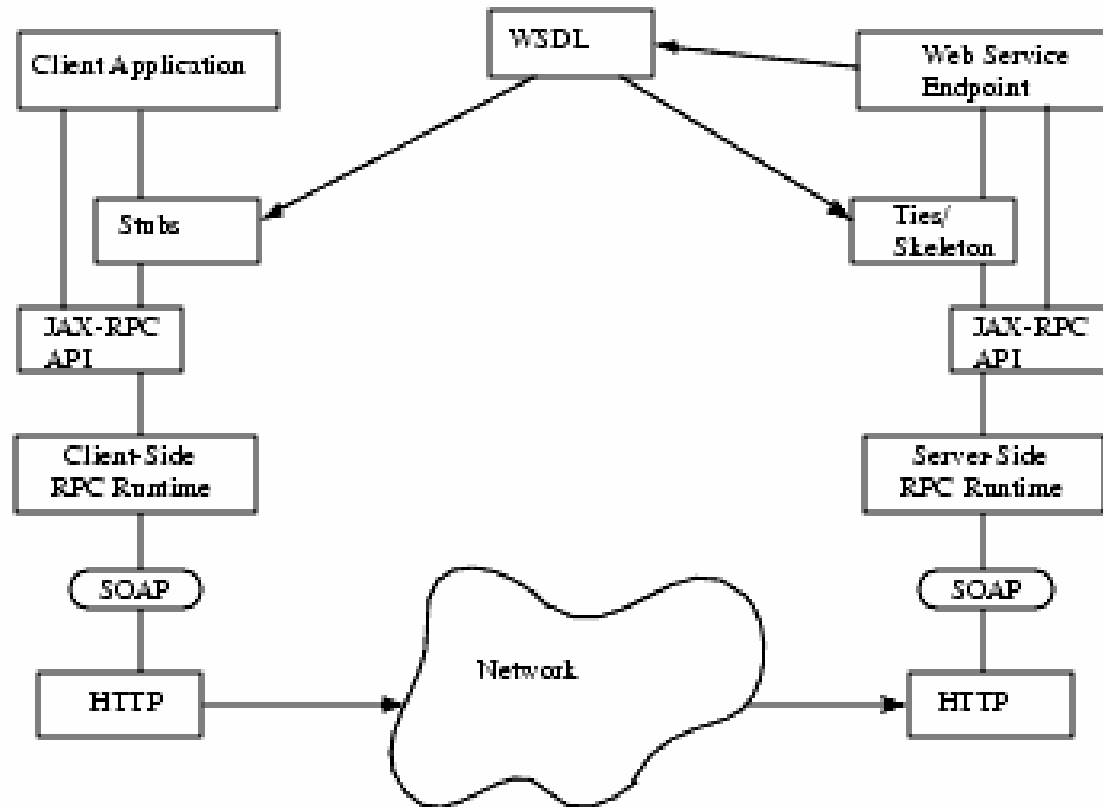 WSDL
Client Application
Web Service
Endpoint
Stubs
Ties/
Skeleton
JAX-RPC
API
JAX-RPC
API
Client-Side
RPC Runtime
Server-Side
RPC Runtime
SOAP
SOAP
Network
HTTP
HTTP